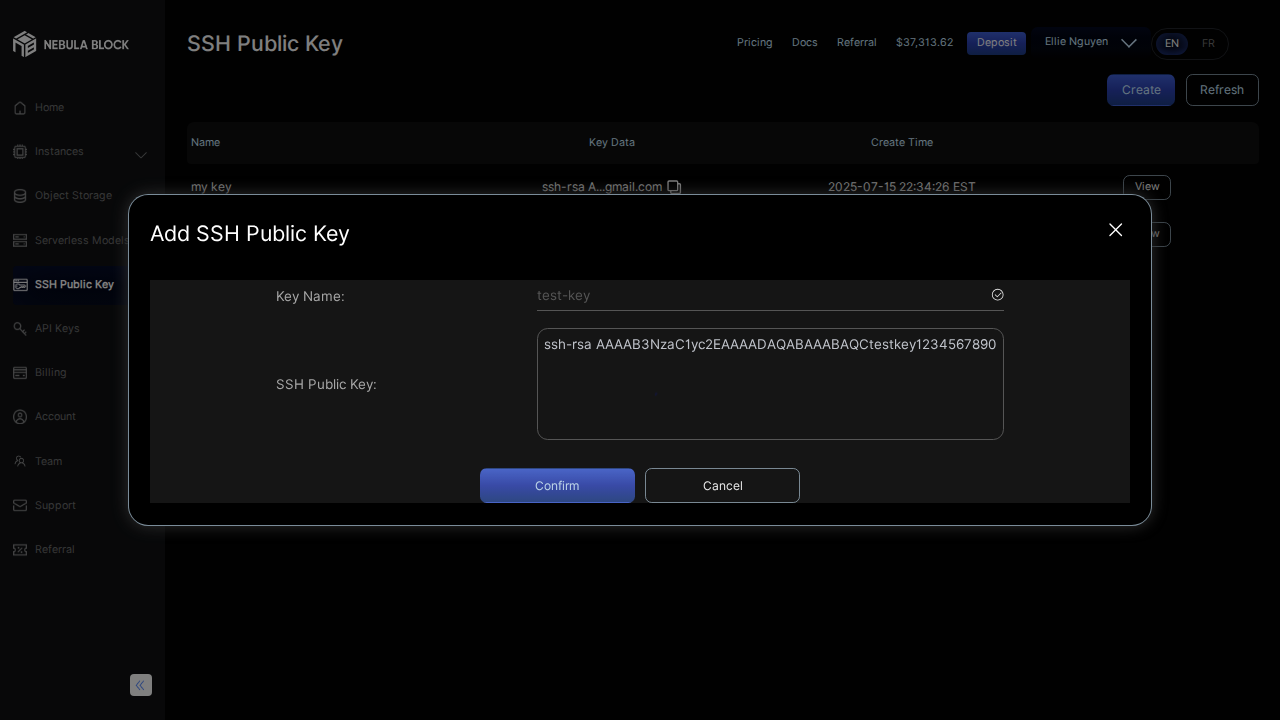 NEBULA BLOCK
SSH Public Key
Pricing
Docs
Referral
$37,313.62
Deposit
Ellie Nguyen
EN
FR
Create
Refresh
Home
Instances
Object Storage
Serverless Models
SSH Public Key
API Keys
Billing
Account
Team
Support
Referral
Name
Key Data
Create Time
my key
ssh-rsa A...gmail.com
2025-07-15 22:34:26 EST
View
Add SSH Public Key
Key Name:
test-key
SSH Public Key:
ssh-rsa AAAAB3NzaC1yc2EAAAADAQABAAABAQCtestkey1234567890
Confirm
Cancel